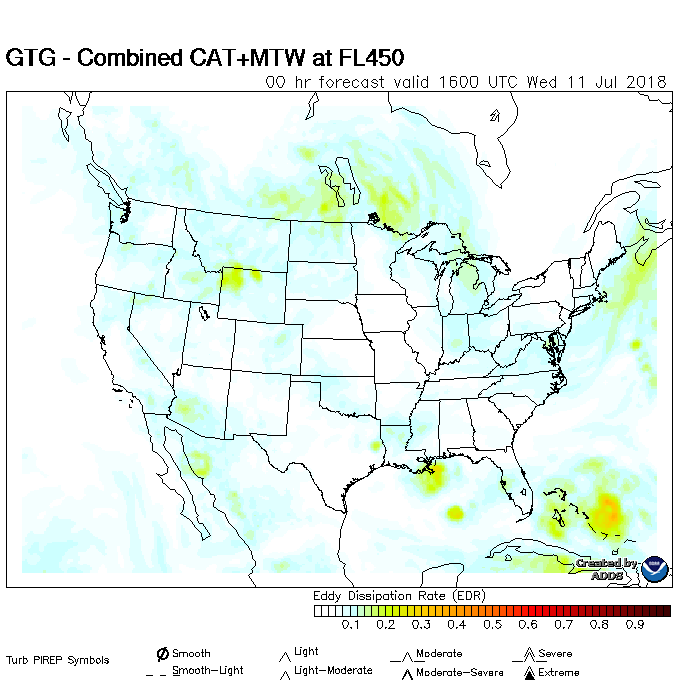 GTG - Combined CAT+MTW at FL450
00 hr forecast valid 1600 UTC Wed 11 Jul 2018
Created by
ADDS
Eddy Dissipation Rate (EDR)
0.1 0.2 0.3 0.4 0.5 0.6 0.7 0.8 0.9
Turb PIREP Symbols
Smooth Light Moderate Severe
Smooth-Light Light-Moderate Moderate-Severe Extreme